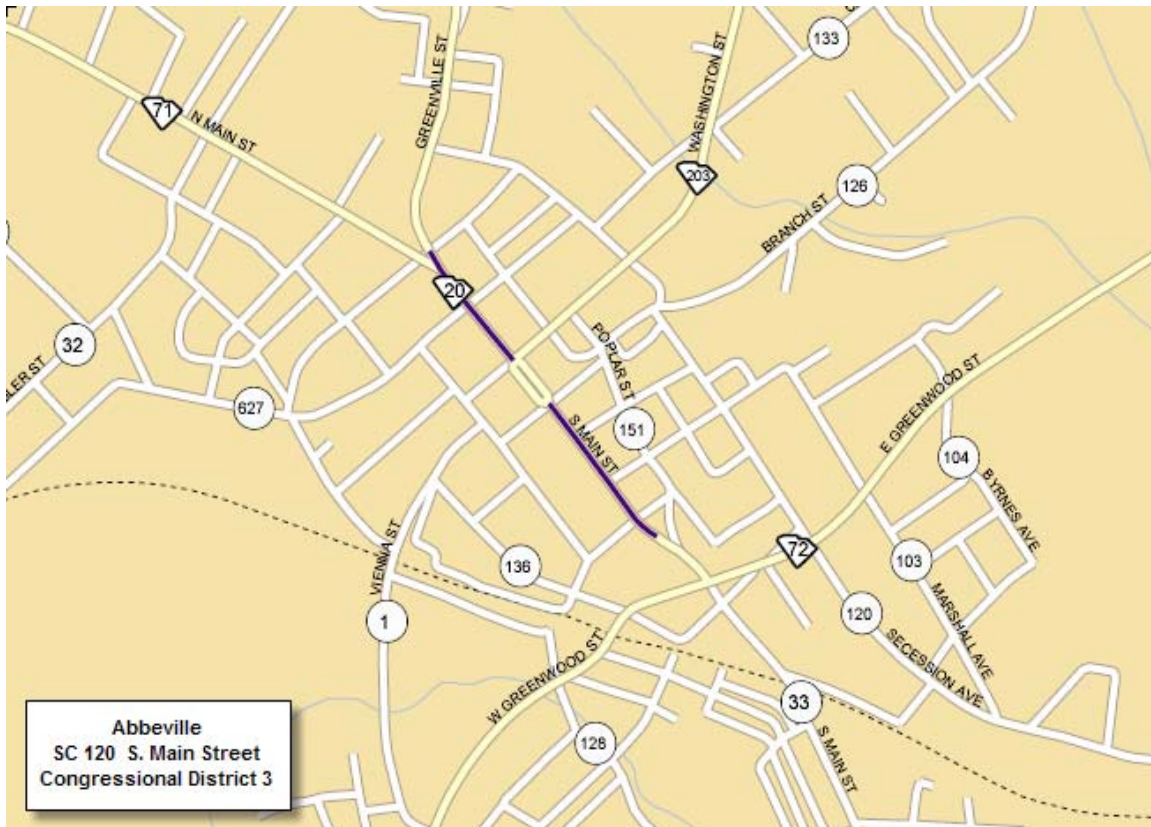 133
GREENVILLE ST
WASHINGTON ST
71
N MAIN ST
203
126
BRANCH ST
20
32
POPLAR ST
E GREENWOOD ST
627
S MAIN ST
151
104
BYRNES AVE
VIENNA ST
72
136
103
MARSHALL AVE
1
120
SECESSION AVE
W GREENWOOD ST
33
S MAIN ST
128
Abbeville
SC 120 S. Main Street
Congressional District 3